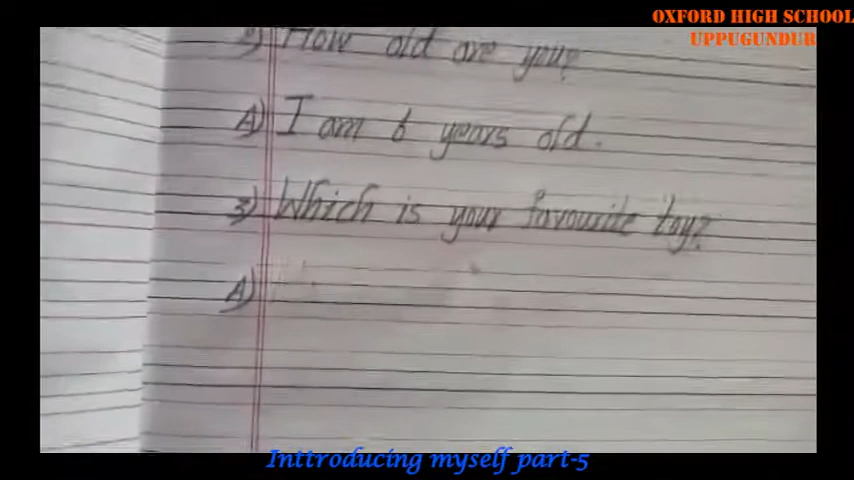 OXFORD HIGH SCHOOL
UPPUGUNDUR
2) How old are you?
A) I am 6 years old.
3) Which is your favourite toy?
A)
Inttroducing myself part-5